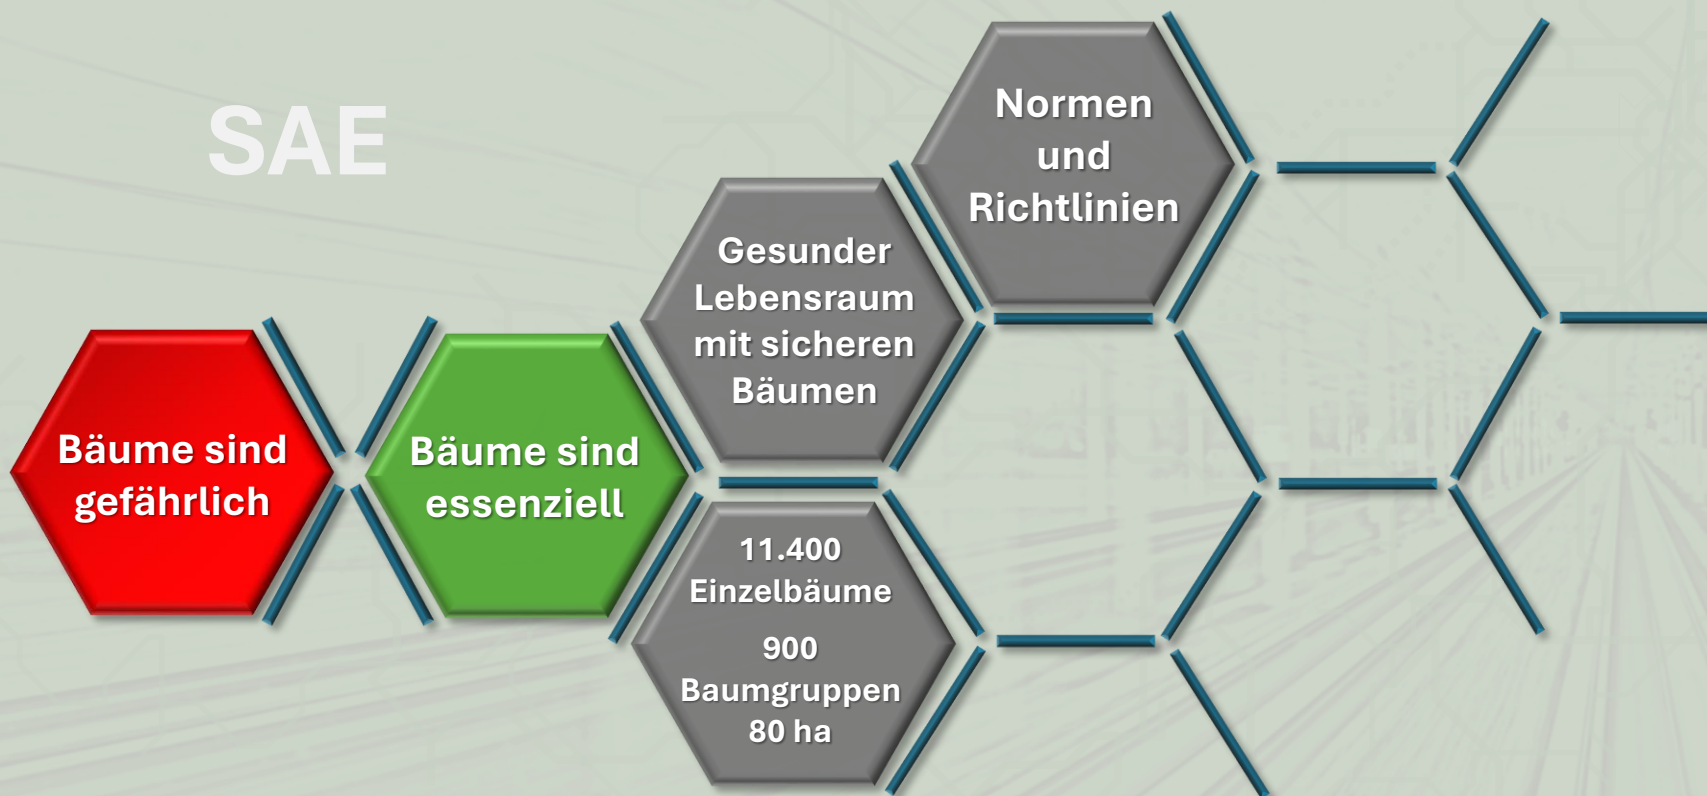 SAE
Bäume sind
gefährlich
Bäume sind
essenziell
Gesunder
Lebensraum
mit sicheren
Bäumen
Normen
und
Richtlinien
11.400
Einzelbäume
900
Baumgruppen
80 ha